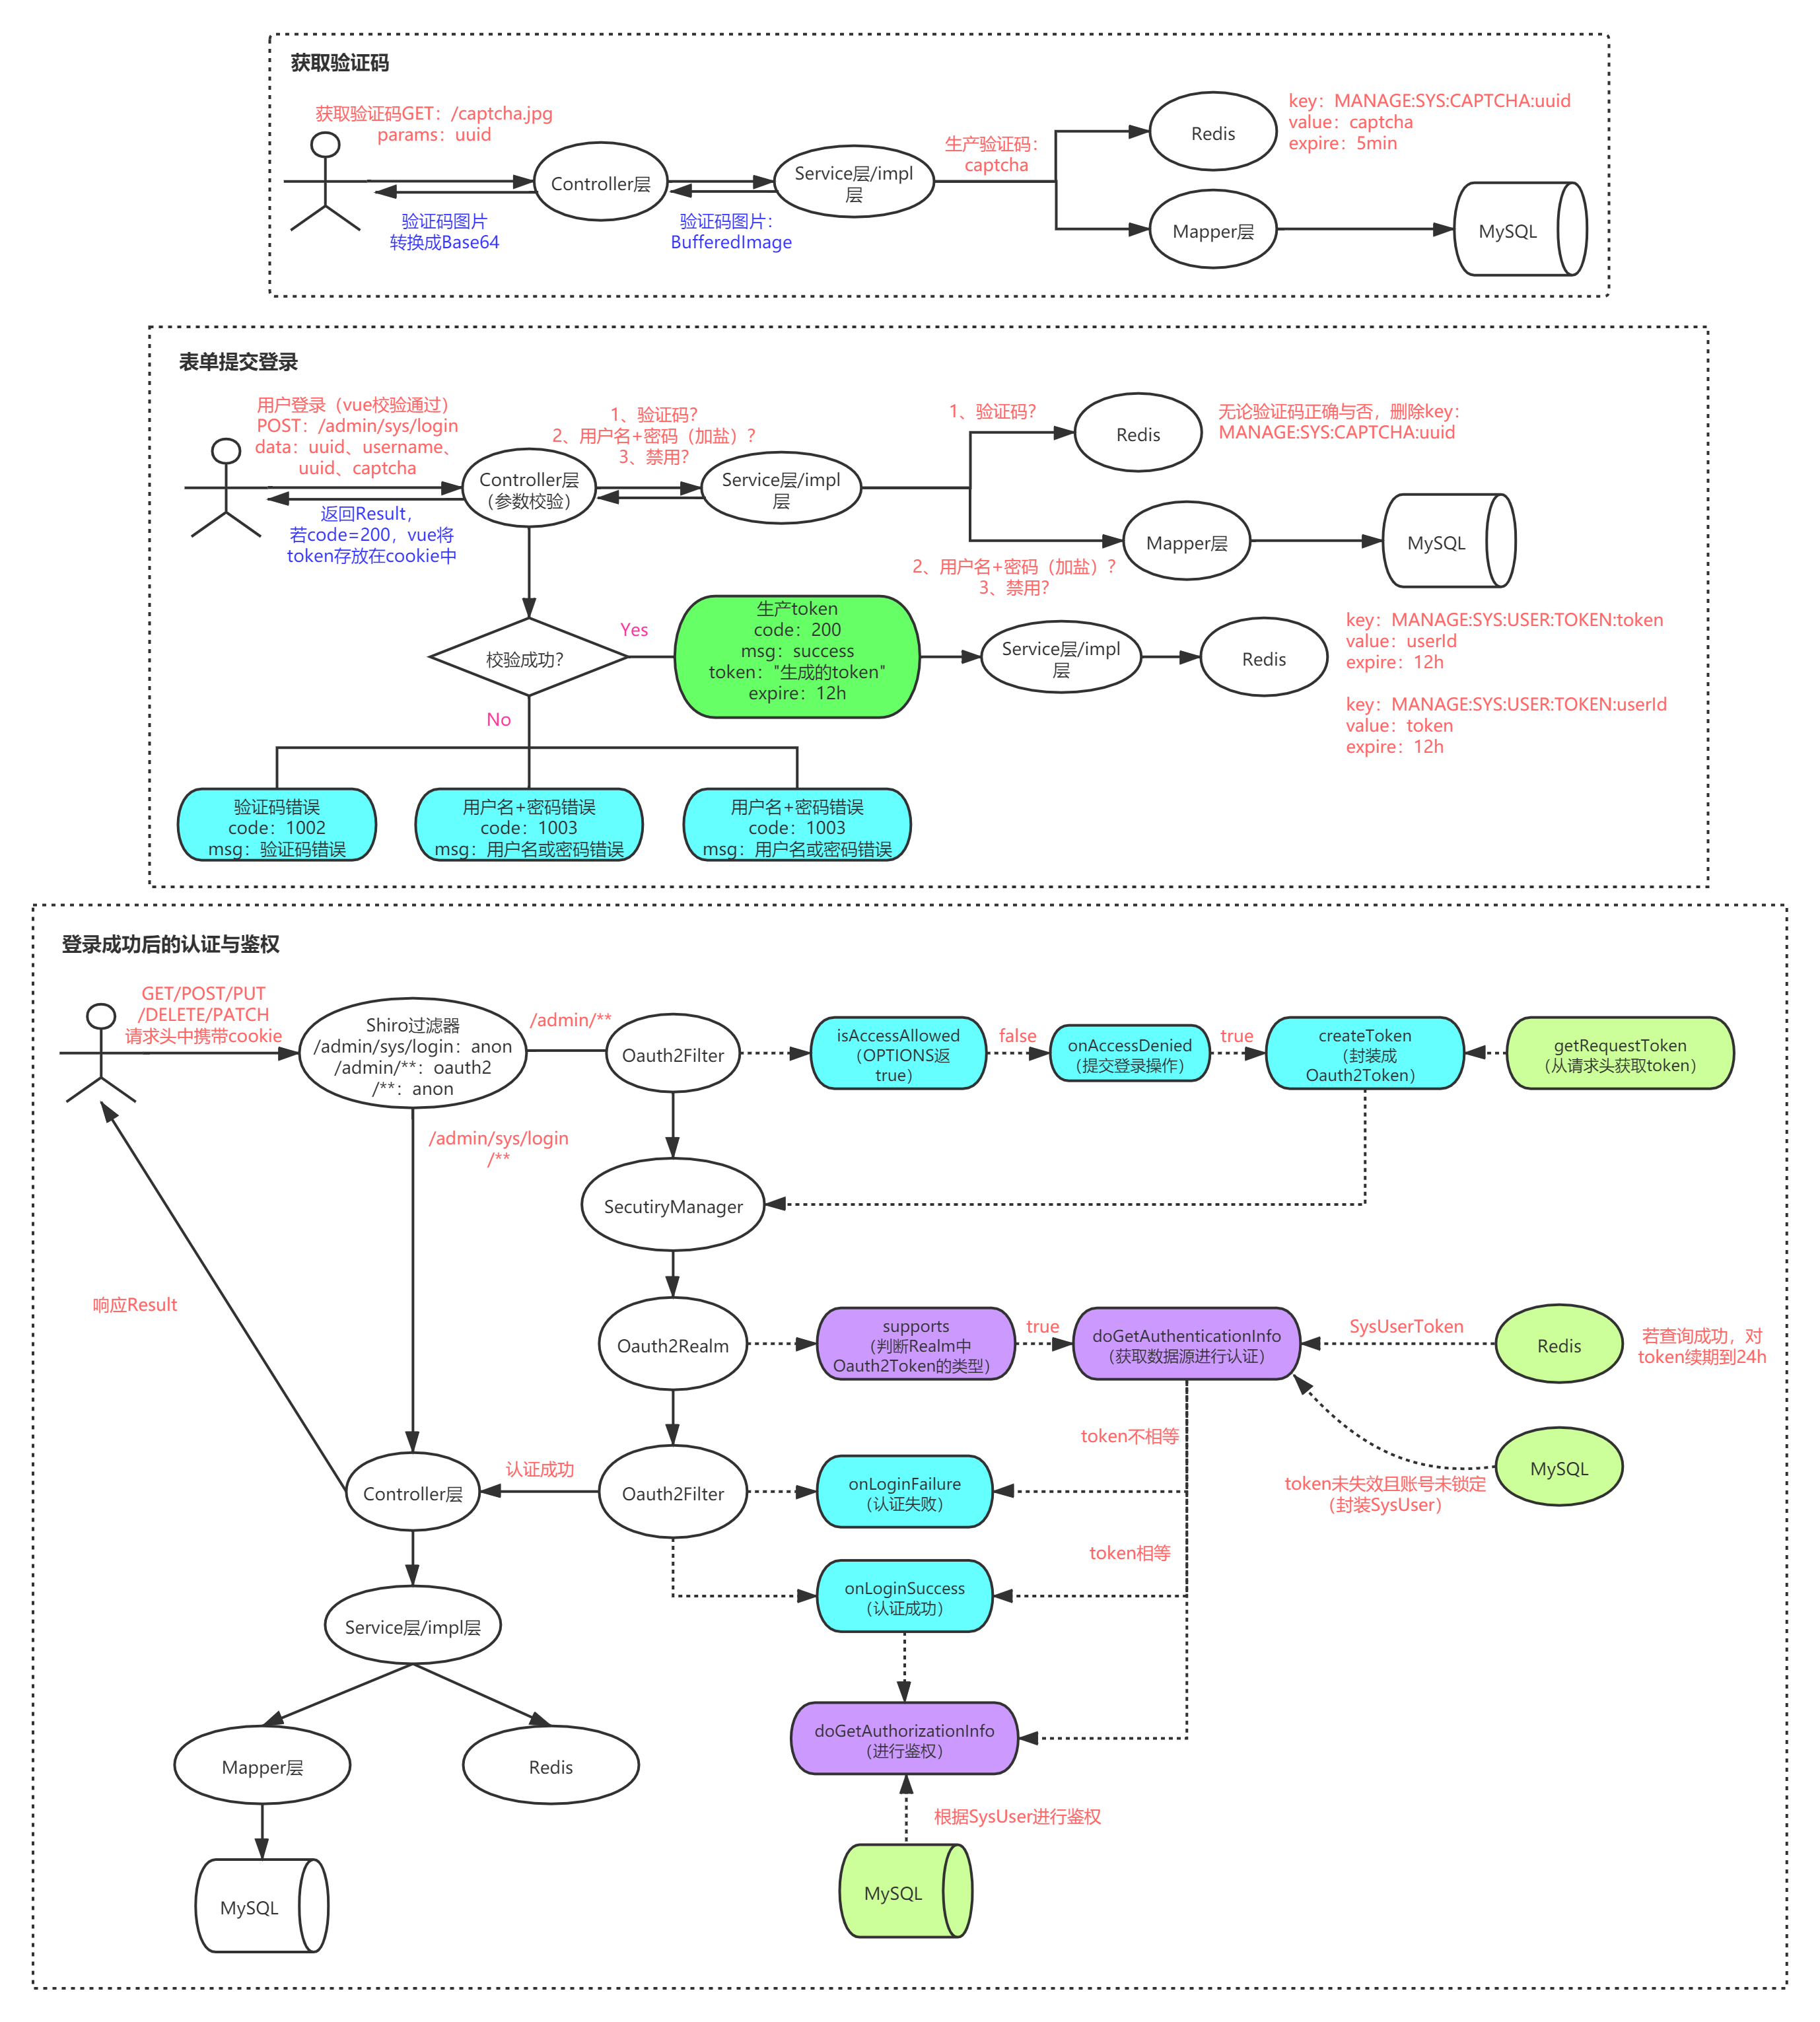 获取验证码
获取验证码GET：/captcha.jpg
params：uuid
Controller层
验证码图片
转换成Base64
Service层/impl
层
验证码图片：
BufferedImage
生产验证码：
captcha
Redis
key：MANAGE:SYS:CAPTCHA:uuid
value：captcha
expire：5min
Mapper层
MySQL
表单提交登录
用户登录（vue校验通过）
POST：/admin/sys/login
data：uuid、username、
uuid、captcha
返回Result，
若code=200，vue将
token存放在cookie中
Controller层
（参数校验）
1、验证码？
2、用户名+密码（加盐）？
3、禁用？
Service层/impl
层
1、验证码？
Redis
无论验证码正确与否，删除key：
MANAGE:SYS:CAPTCHA:uuid
2、用户名+密码（加盐）？
3、禁用？
Mapper层
MySQL
校验成功？
Yes
生产token
code：200
msg：success
token："生成的token"
expire：12h
Service层/impl
层
Redis
key：MANAGE:SYS:USER:TOKEN:token
value：userId
expire：12h
key：MANAGE:SYS:USER:TOKEN:userId
value：token
expire：12h
No
验证码错误
code：1002
msg：验证码错误
用户名+密码错误
code：1003
msg：用户名或密码错误
用户名+密码错误
code：1003
msg：用户名或密码错误
登录成功后的认证与鉴权
GET/POST/PUT
/DELETE/PATCH
请求头中携带cookie
Shiro过滤器
/admin/sys/login：anon
/admin/**：oauth2
/**：anon
/admin/**
Oauth2Filter
isAccessAllowed
（OPTIONS返
true）
false
onAccessDenied
（提交登录操作）
true
createToken
（封装成
Oauth2Token）
getRequestToken
（从请求头获取token）
/admin/sys/login
/**
SecutiryManager
响应Result
Oauth2Realm
supports
（判断Realm中
Oauth2Token的类型）
true
doGetAuthenticationInfo
（获取数据源进行认证）
SysUserToken
Redis
若查询成功，对
token续期到24h
token不相等
MySQL
token未失效且账号未锁定
（封装SysUser）
Controller层
认证成功
Oauth2Filter
onLoginFailure
（认证失败）
token相等
onLoginSuccess
（认证成功）
Service层/impl层
doGetAuthorizationInfo
（进行鉴权）
Mapper层
Redis
根据SysUser进行鉴权
MySQL
MySQL